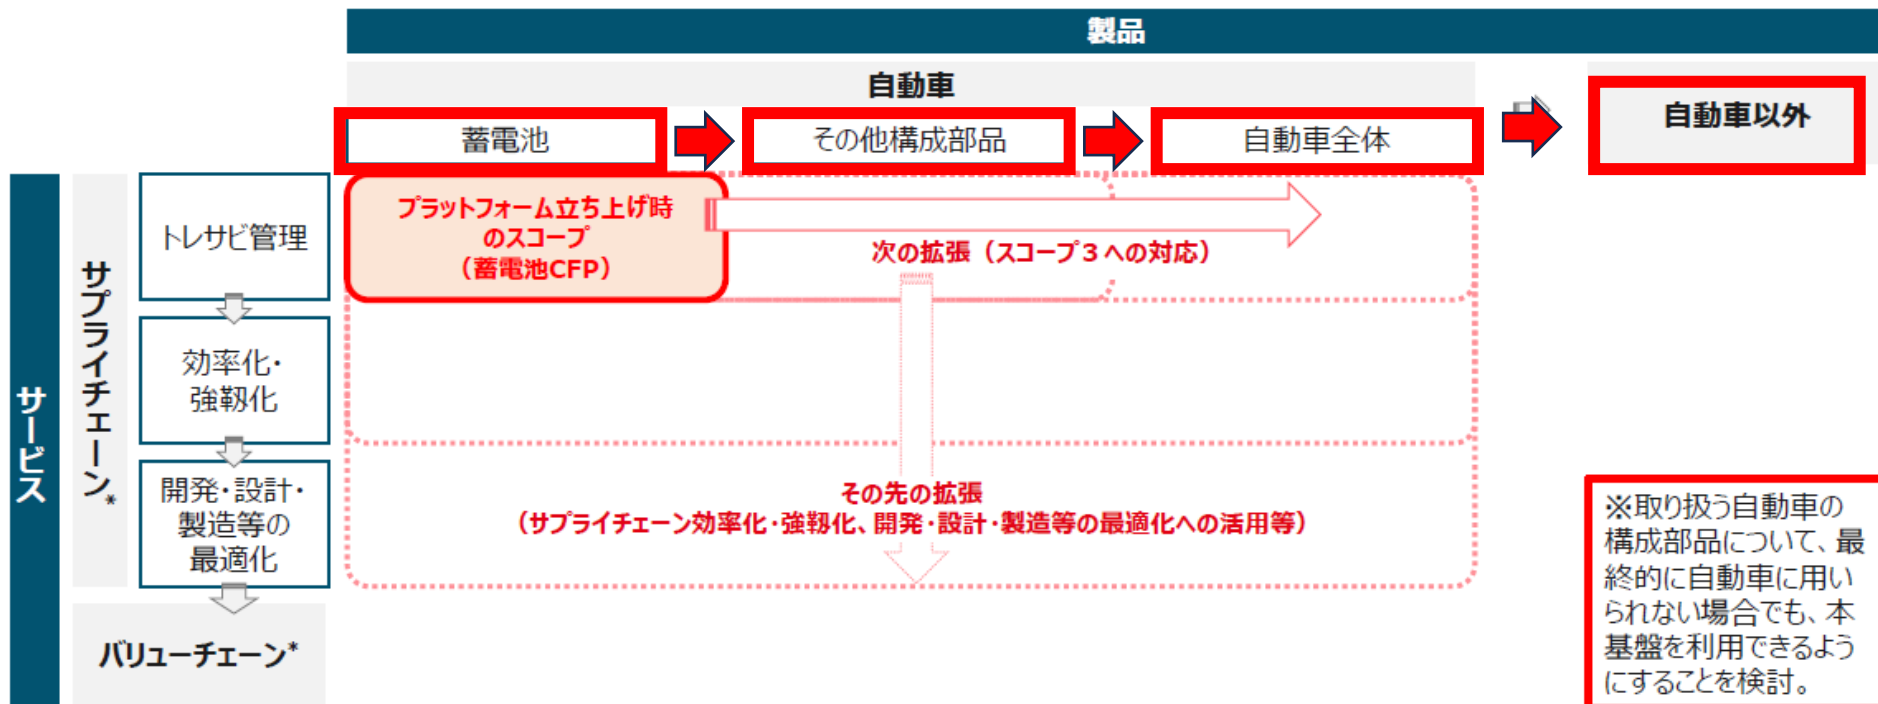 製品
自動車
自動車以外
蓄電池
その他構成部品
自動車全体
サービス
サプライチェーン*
トレサビ管理
プラットフォーム立ち上げ時
のスコープ
（蓄電池CFP）
次の拡張（スコープ３への対応）
効率化・
強靱化
開発・設計・
製造等の
最適化
その先の拡張
（サプライチェーン効率化・強靱化、開発・設計・製造等の最適化への活用等）
バリューチェーン*
※取り扱う自動車の
構成部品について、最
終的に自動車に用い
られない場合でも、本
基盤を利用できるよう
にすることを検討。